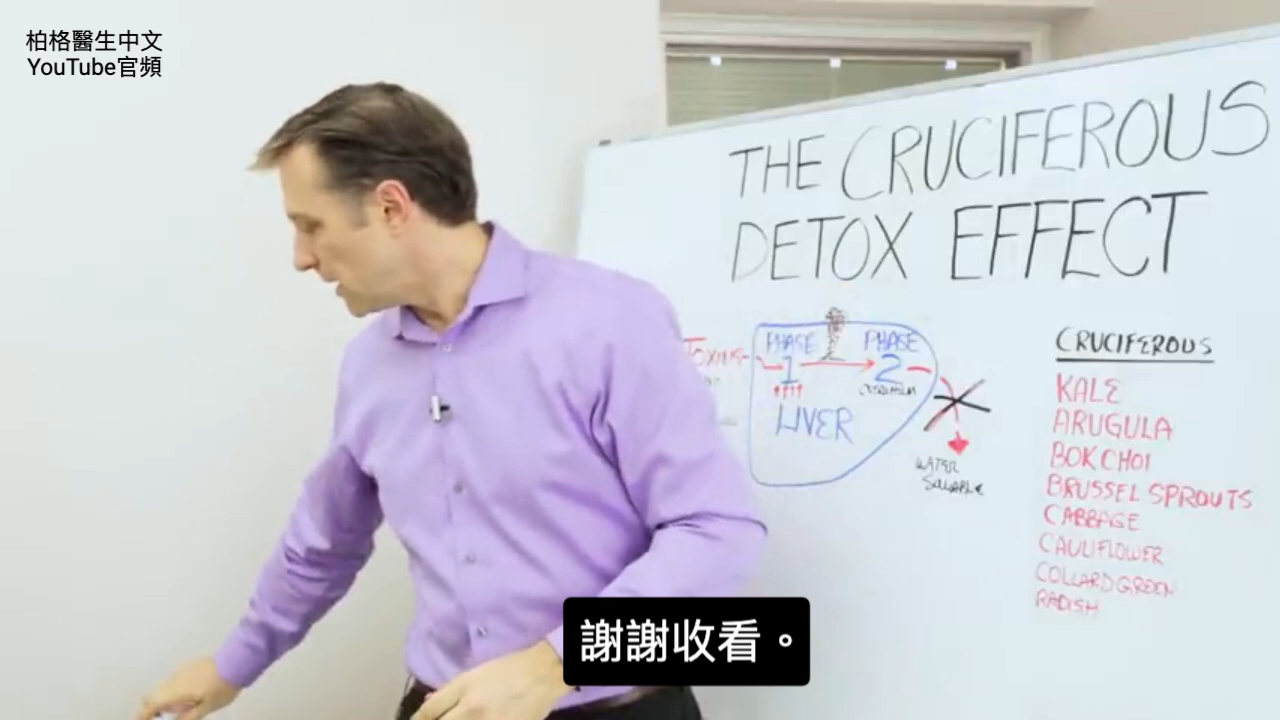 柏格醫生中文
YouTube官頻
THE CRUCIFEROUS
DETOX EFFECT
TOXINS
PHASE
1
PHASE
2
LIVER
WATER
CRUCIFEROUS
KALE
ARUGULA
BOK CHOI
BRUSSEL SPROUTS
CABBAGE
CAULIFLOWER
COLLARD GREEN
RADISH
謝謝收看。